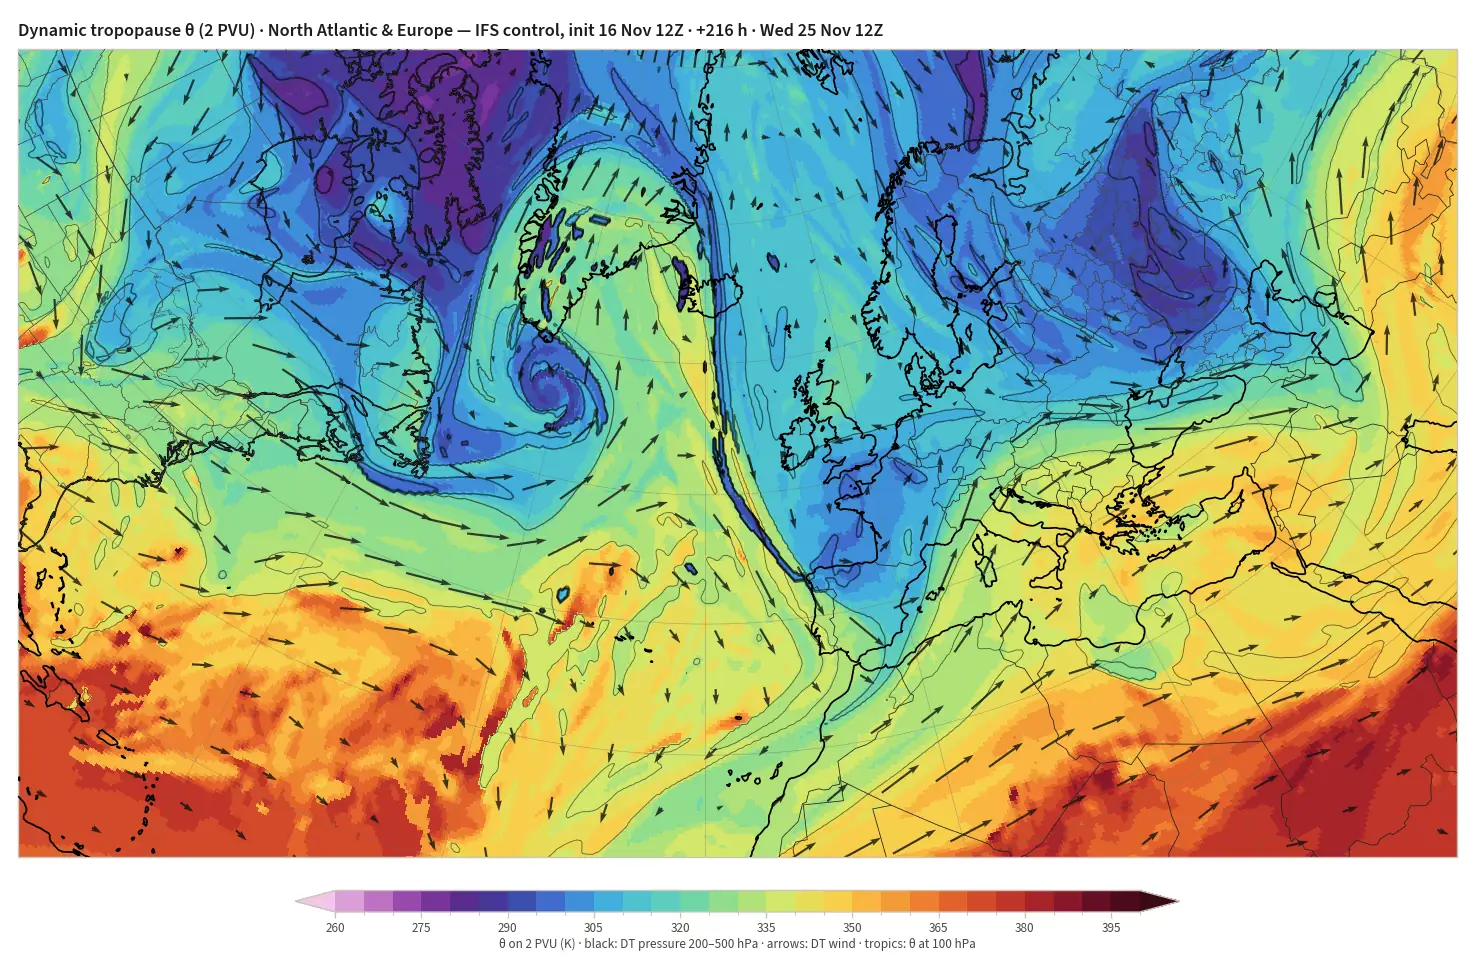 Dynamic tropopause θ (2 PVU) · North Atlantic & Europe — IFS control, init 16 Nov 12Z · +216 h · Wed 25 Nov 12Z
260 275 290 305 320 335 350 365 380 395
θ on 2 PVU (K) · black: DT pressure 200–500 hPa · arrows: DT wind · tropics: θ at 100 hPa